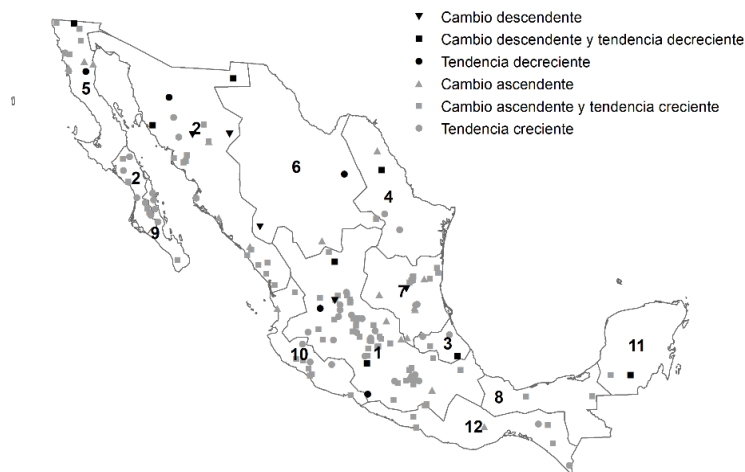 Cambio descendente
Cambio descendente y tendencia decreciente
Tendencia decreciente
Cambio ascendente
Cambio ascendente y tendencia creciente
Tendencia creciente
5
2
6
4
2
9
7
3
10
1
11
8
12